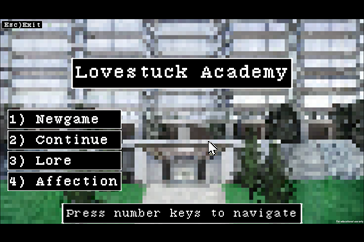 Esc)Exit
Lovestuck Academy
1) Newgame
2) Continue
3) Lore
4) Affection
Press number keys to navigate